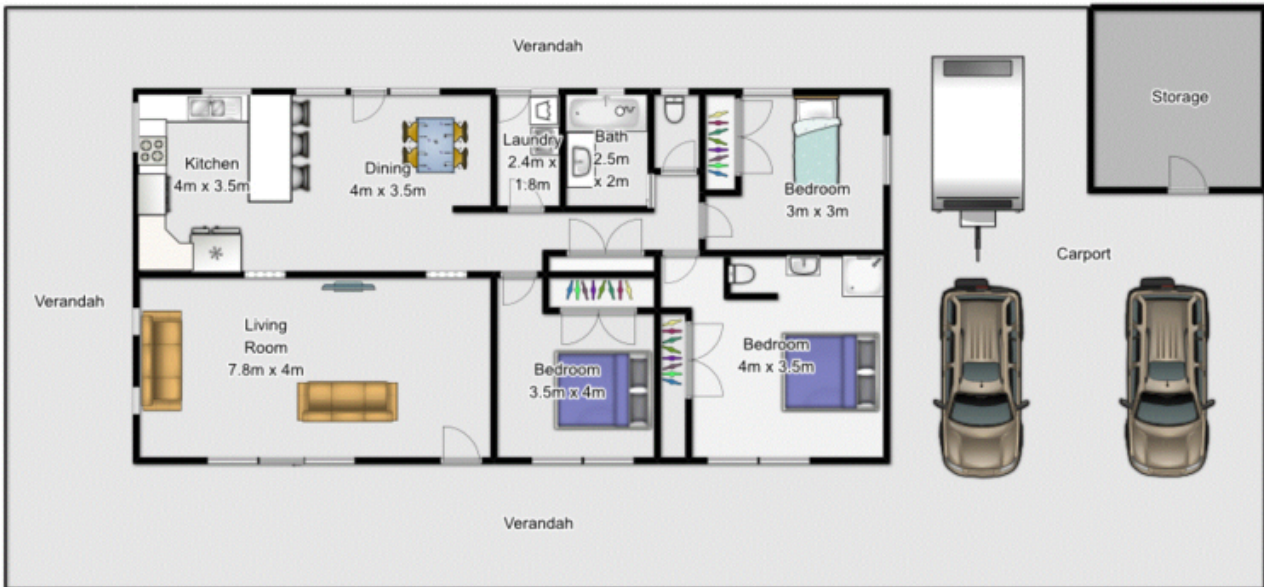 Verandah
Storage
Kitchen
4m x 3.5m
Dining
4m x 3.5m
Laundry
2.4m x
1.8m
Bath
2.5m
x 2m
Bedroom
3m x 3m
Carport
Verandah
Living
Room
7.8m x 4m
Bedroom
3.5m x 4m
Bedroom
4m x 3.5m
Verandah